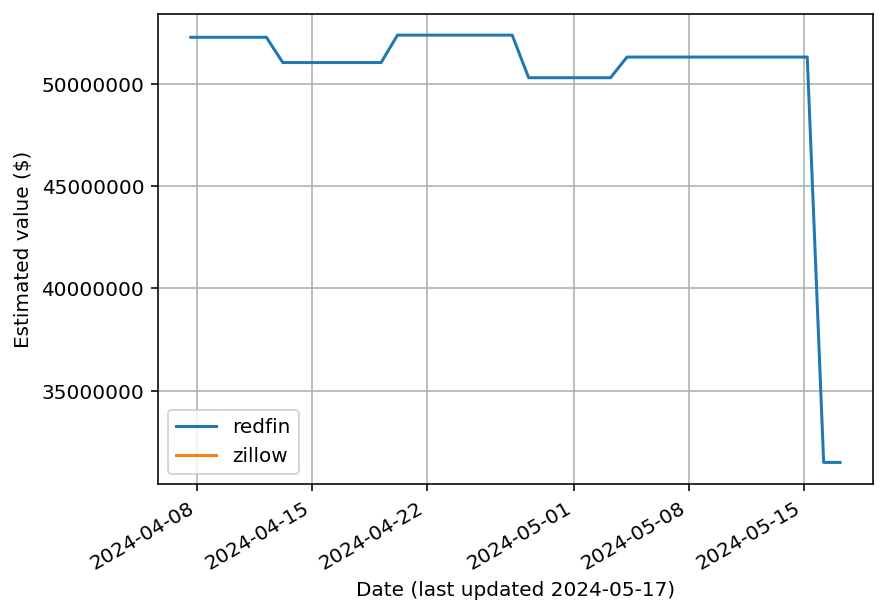 Estimated value ($)
50000000
45000000
40000000
35000000
redfin
zillow
2024-04-08
2024-04-15
2024-04-22
2024-05-01
2024-05-08
2024-05-15
Date (last updated 2024-05-17)